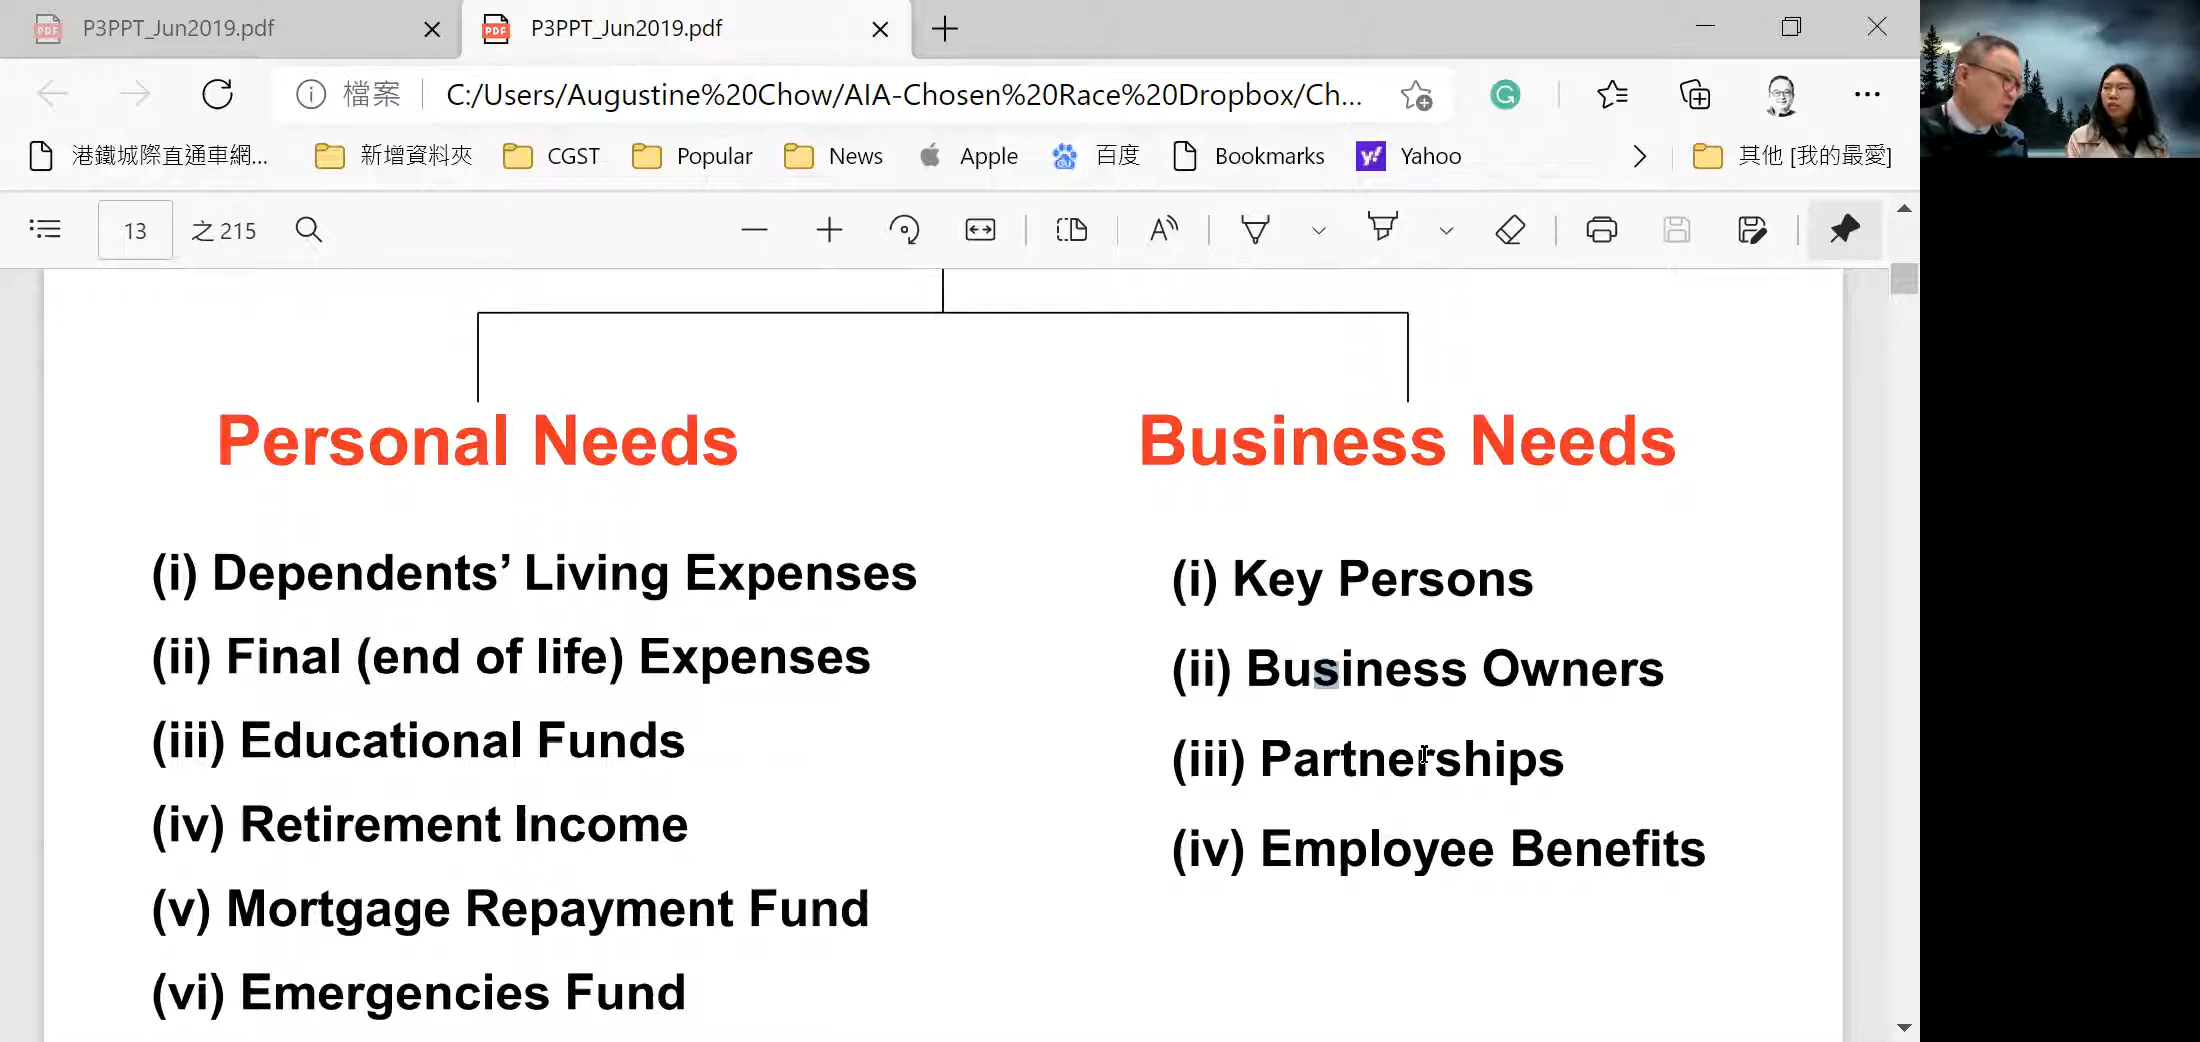 P3PPT_Jun2019.pdf
P3PPT_Jun2019.pdf
檔案
C:/Users/Augustine%20Chow/AIA-Chosen%20Race%20Dropbox/Ch...
港鐵城際直通車網...
新增資料夾
CGST
Popular
News
Apple
百度
Bookmarks
Yahoo
其他 [我的最愛]
13 之 215
Personal Needs
(i) Dependents’ Living Expenses
(ii) Final (end of life) Expenses
(iii) Educational Funds
(iv) Retirement Income
(v) Mortgage Repayment Fund
(vi) Emergencies Fund
Business Needs
(i) Key Persons
(ii) Business Owners
(iii) Partnerships
(iv) Employee Benefits